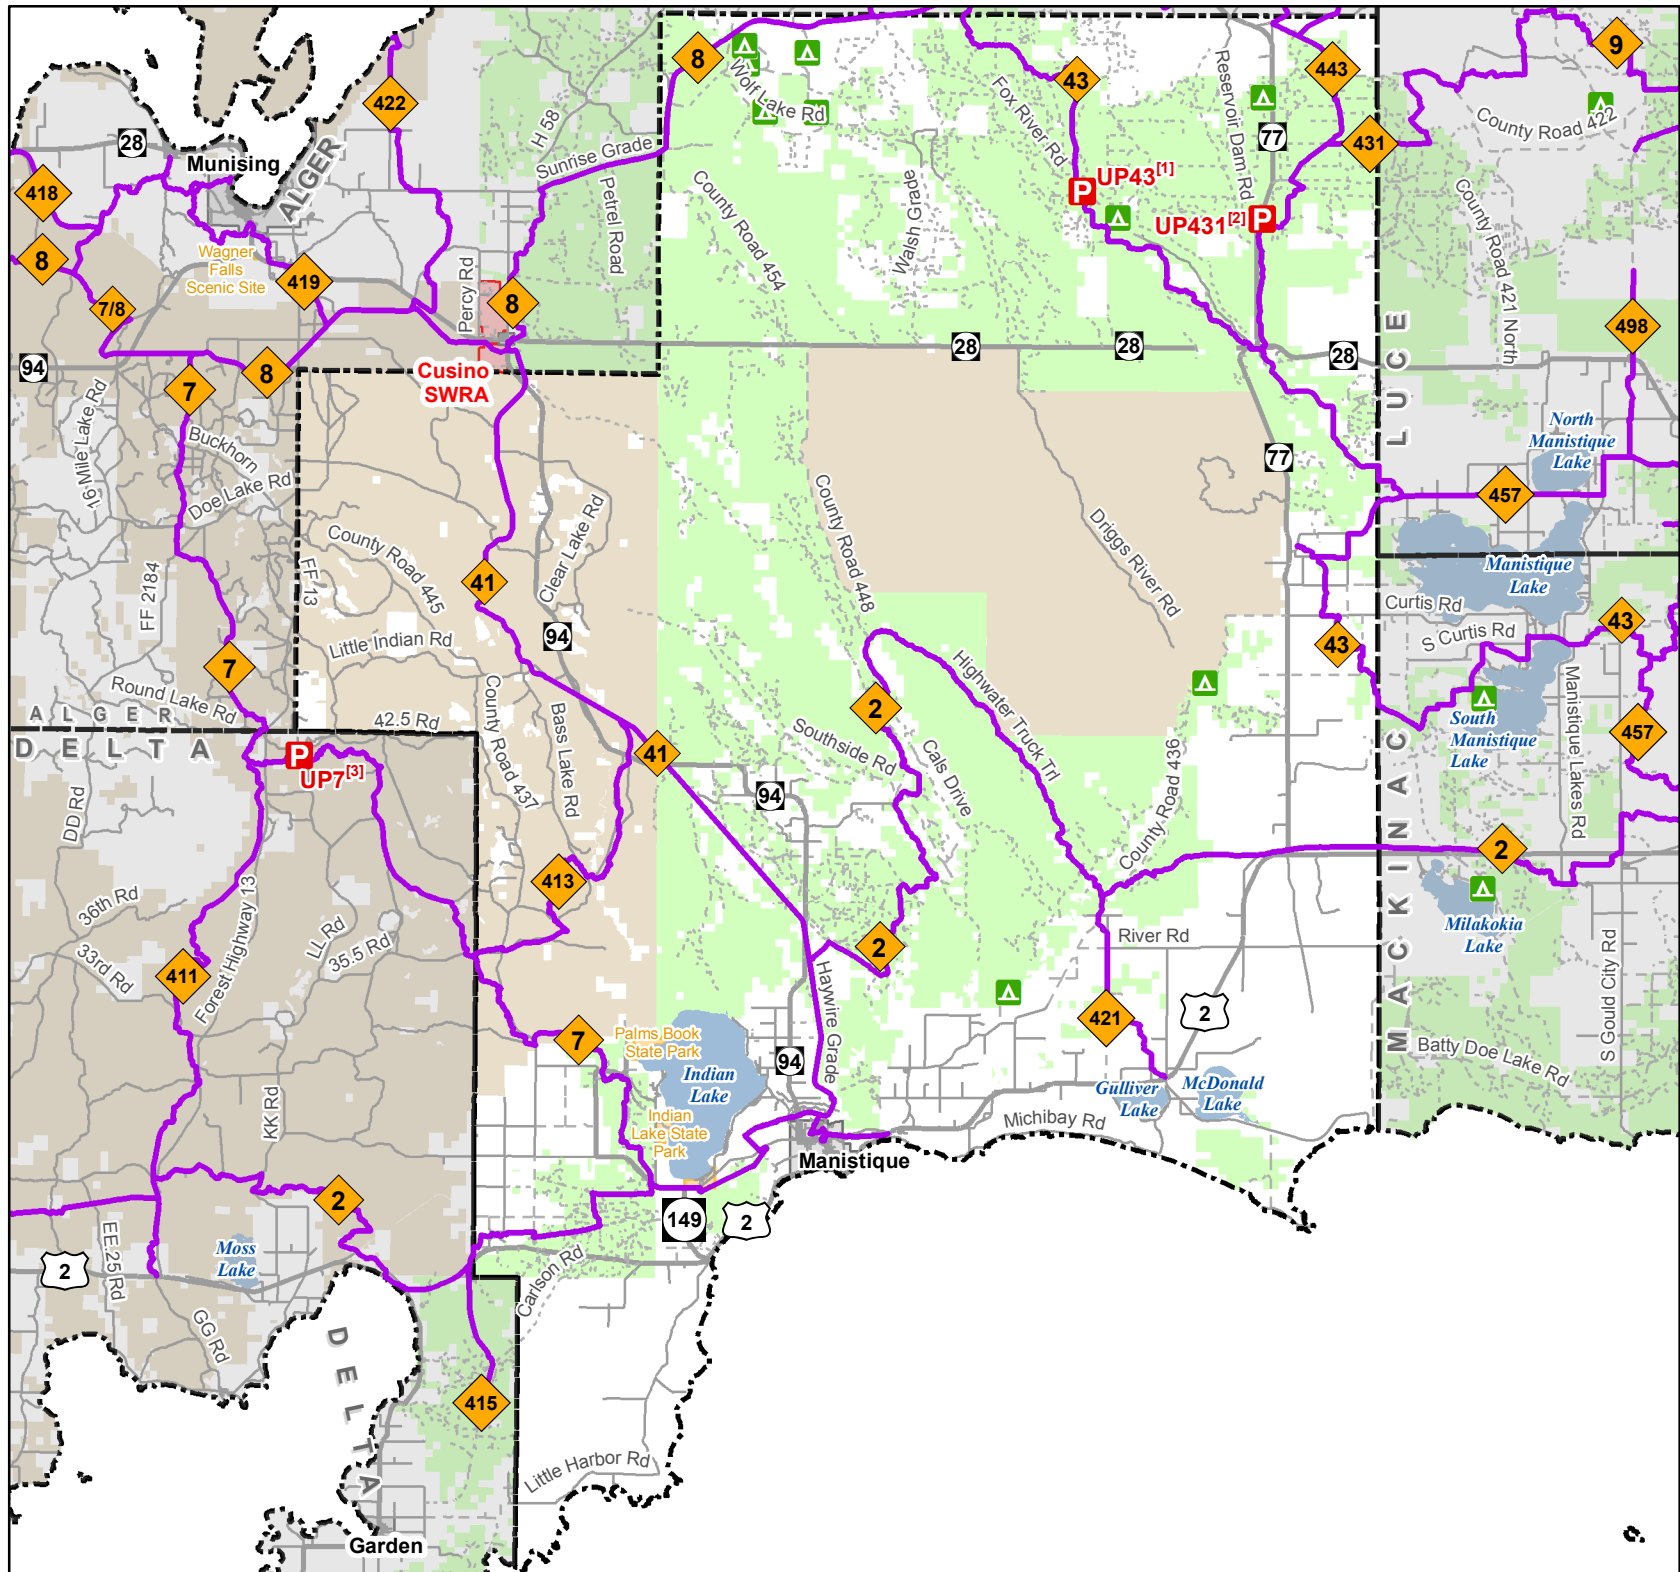 8
Wolf Lake Rd
43
443
9
422
28
Munising
ALGER
H 58
Sunrise Grade
Fox River Rd
Reservoir Dam Rd
77
431
County Road 422
418
8
7/8
Wagner
Falls
Scenic Site
419
Percy Rd
Petrel Road
County Road 454
Walsh Grade
P
UP43[1]
UP431[2]
P
County Road 421 North
498
LUCE
8
94
7
8
Cusino
SWRA
28
28
28
16 Mile Lake Rd
Buckhorn
Doe Lake Rd
FF 2184
FF 13
County Road 445
41
Clear Lake Rd
94
Little Indian Rd
County Road 448
Driggs River Rd
77
457
North
Manistique
Lake
Manistique
Lake
Curtis Rd
S Curtis Rd
43
43
7
Round Lake Rd
ALGER
DELTA
42.5 Rd
P
UP7[3]
County Road 437
Bass Lake Rd
41
94
2
Southside Rd
Cals Drive
Highwater Truck Trl
County Road 436
South
Manistique
Lake
Manistique Lakes Rd
457
MACKINAC
DD Rd
36th Rd
33rd Rd
411
Forest Highway 13
LL Rd
35.5 Rd
413
2
2
Milakokia
Lake
River Rd
S Gould City Rd
7
Palms Book
State Park
Indian
Lake
Indian
Lake State
Park
94
Haywire Grade
421
2
Gulliver
Lake
McDonald
Lake
Batty Doe Lake Rd
Michibay Rd
KK Rd
Manistique
2
EE.25 Rd
2
Moss
Lake
GG Rd
149
2
Carlson Rd
DELTA
415
Little Harbor Rd
Garden